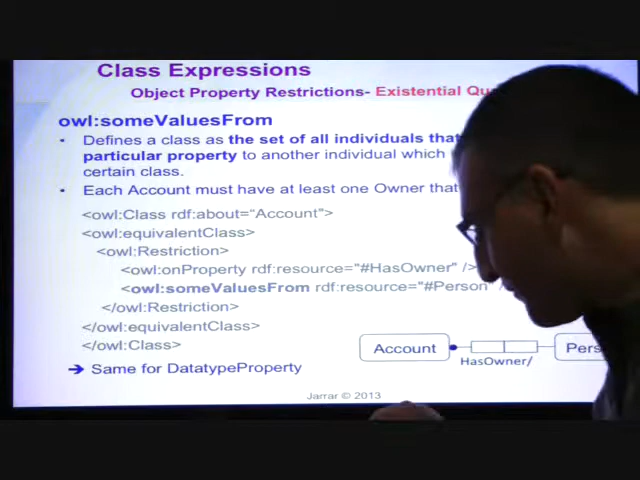 Class Expressions
Object Property Restrictions- Existential
owl:someValuesFrom
• Defines a class as the set of all individuals that
particular property to another individual which
certain class.
• Each Account must have at least one Owner that
<owl:Class rdf:about=“Account”>
<owl:equivalentClass>
<owl:Restriction>
<owl:onProperty rdf:resource="#HasOwner" />
<owl:someValuesFrom rdf:resource="#Person"
</owl:Restriction>
</owl:equivalentClass>
</owl:Class>
Account
HasOwner/
➔ Same for DatatypeProperty
Jarrar © 2013